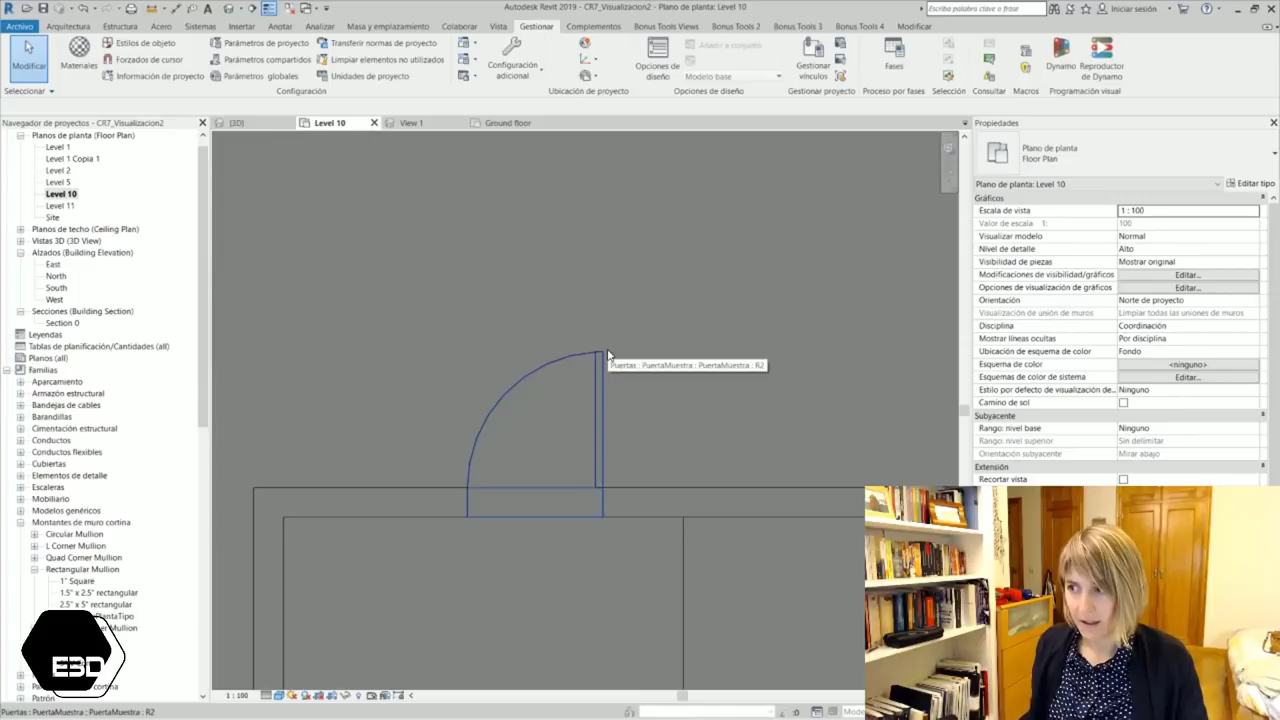 Autodesk Revit 2019 - CR7_Visualizacion2 - Plano de planta: Level 10
Escriba palabra clave o frase
Iniciar sesión
Archivo Arquitectura Estructura Acero Sistemas Insertar Anotar Analizar Masa y emplazamiento Colaborar Vista Gestionar Complementos Bonus Tools Views Bonus Tools 2 Bonus Tools 3 Bonus Tools 4 Modificar
Modificar
Materiales
Estilos de objeto
Forzados de cursor
Información de proyecto
Parámetros de proyecto
Parámetros compartidos
Parámetros globales
Transferir normas de proyecto
Limpiar elementos no utilizados
Unidades de proyecto
Configuración adicional
Opciones de diseño
Añadir a conjunto
Modelo base
Gestionar vínculos
Fases
Dynamo
Reproductor de Dynamo
Seleccionar
Configuración
Ubicación de proyecto
Opciones de diseño
Gestionar proyecto
Proceso por fases
Selección
Consultar
Macros
Programación visual
Navegador de proyectos - CR7_Visualizacion2
{3D}
Level 10
View 1
Ground floor
Planos de planta (Floor Plan)
Level 1
Level 1 Copia 1
Level 2
Level 5
Level 10
Level 11
Site
Planos de techo (Ceiling Plan)
Vistas 3D (3D View)
Alzados (Building Elevation)
East
North
South
West
Secciones (Building Section)
Section 0
Leyendas
Tablas de planificación/Cantidades (all)
Planos (all)
Familias
Aparcamiento
Armazón estructural
Bandejas de cables
Barandillas
Cimentación estructural
Conductos
Conductos flexibles
Cubiertas
Elementos de detalle
Escaleras
Mobiliario
Modelos genéricos
Montantes de muro cortina
Circular Mullion
L Corner Mullion
Quad Corner Mullion
Rectangular Mullion
1" Square
1.5" x 2.5" rectangular
2.5" x 5" rectangular
PlantaTipo
Mullion
cortina
Patrón
EBD
Puertas : PuertaMuestra : PuertaMuestra : R2
Propiedades
Plano de planta
Floor Plan
Plano de planta: Level 10
Editar tipo
Gráficos
Escala de vista 1 : 100
Valor de escala 1: 100
Visualizar modelo Normal
Nivel de detalle Alto
Visibilidad de piezas Mostrar original
Modificaciones de visibilidad/gráficos Editar...
Opciones de visualización de gráficos Editar...
Orientación Norte de proyecto
Visualización de unión de muros Limpiar todas las uniones de muros
Disciplina Coordinación
Mostrar líneas ocultas Por disciplina
Ubicación de esquema de color Fondo
Esquema de color <ninguno>
Esquemas de color de sistema Editar...
Estilo por defecto de visualización de... Ninguno
Camino de sol
Subyacente
Rango: nivel base Ninguno
Rango: nivel superior Sin delimitar
Orientación subyacente Mirar abajo
Extensión
Recortar vista
1 : 100
Puertas : PuertaMuestra : PuertaMuestra : R2
:0